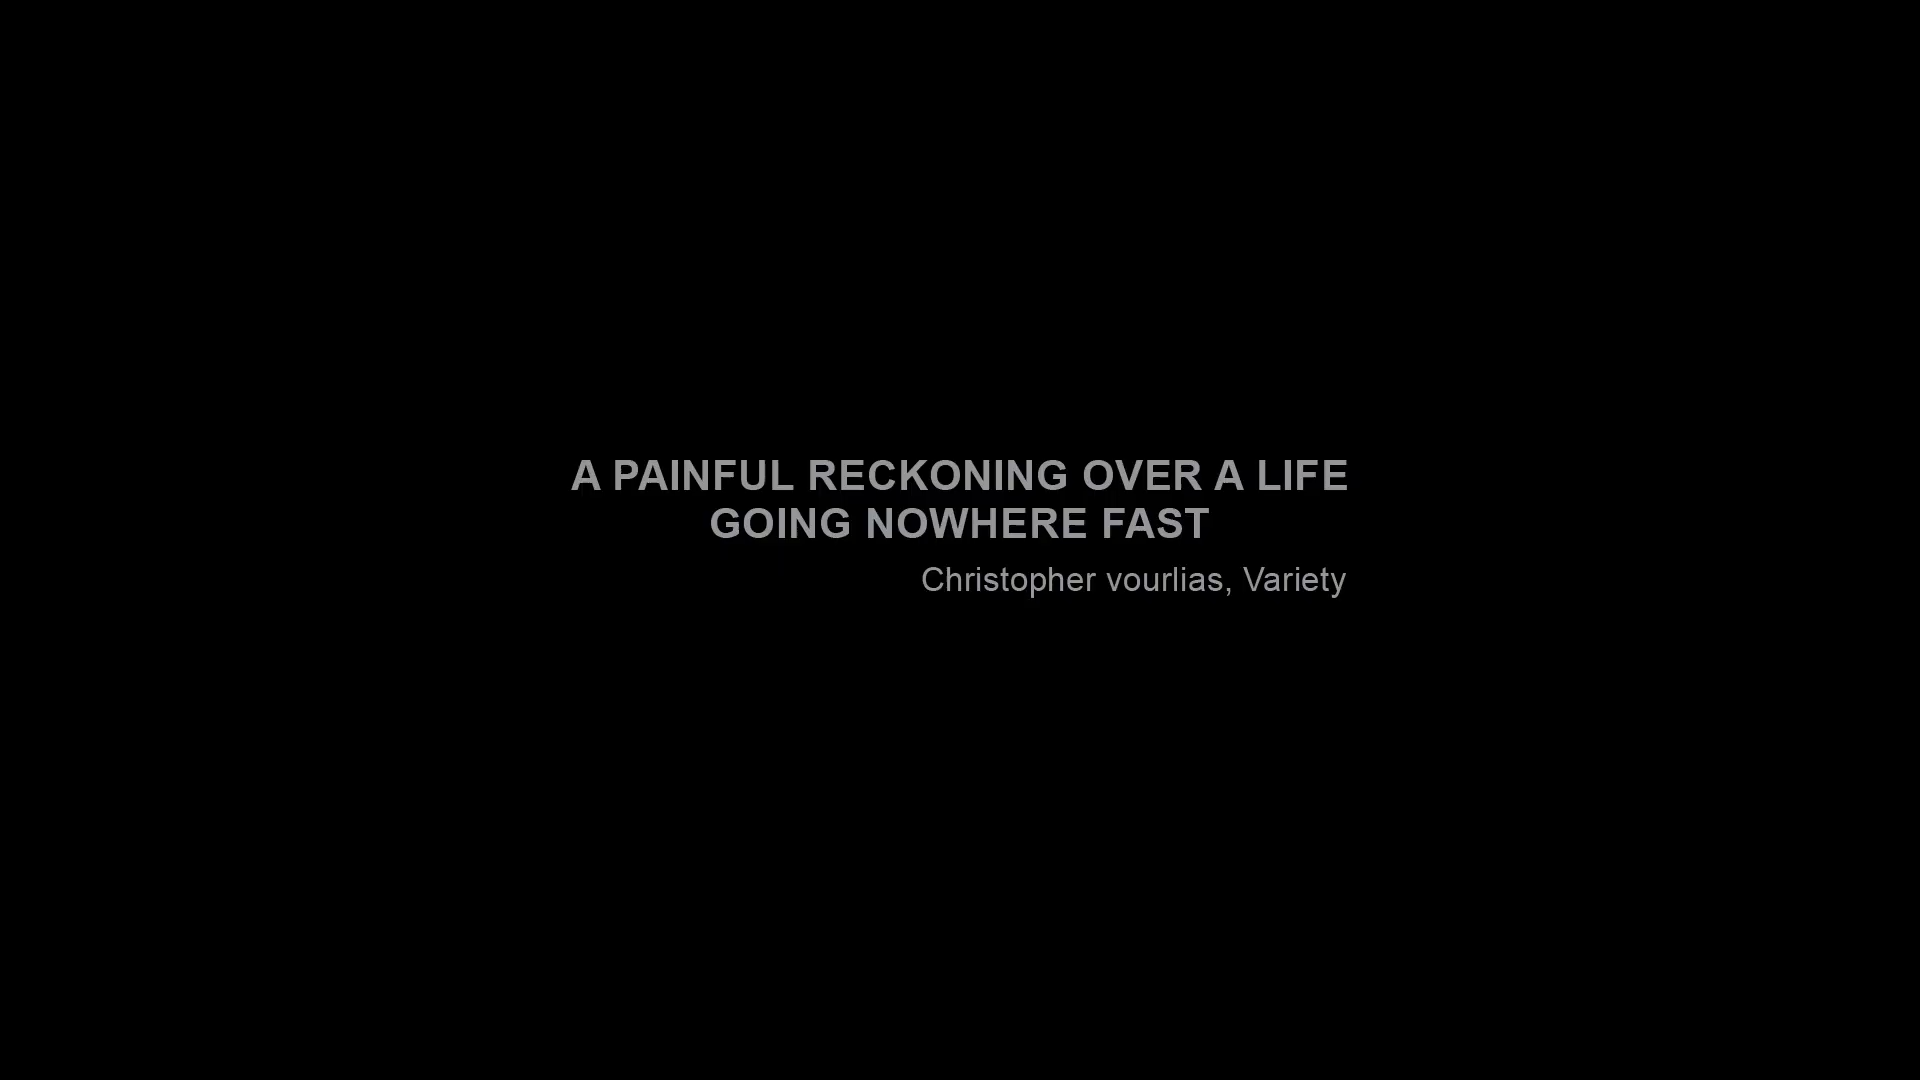 A PAINFUL RECKONING OVER A LIFE
GOING NOWHERE FAST
Christopher vourlias, Variety